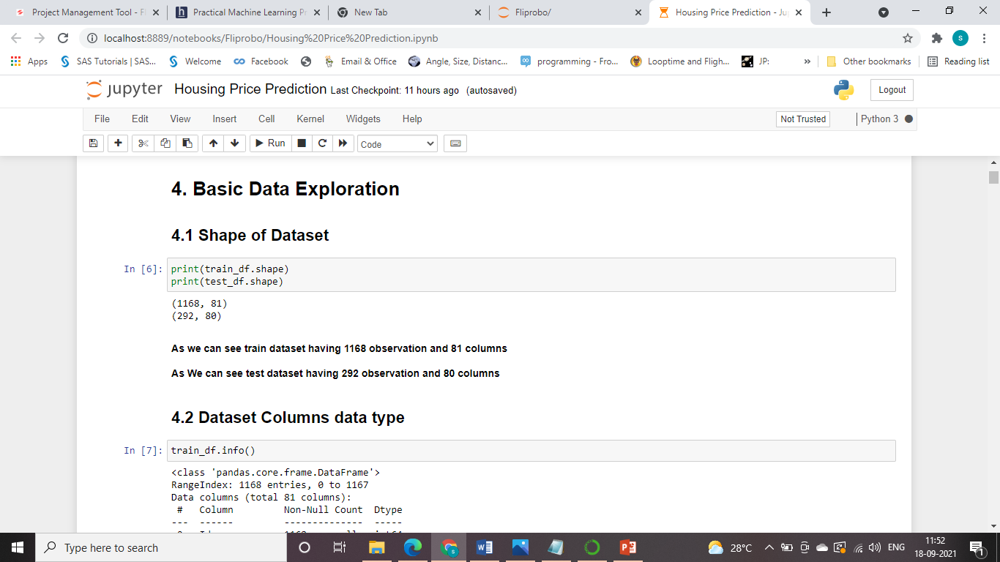 Project Management Tool - Fl
Practical Machine Learning Pr
New Tab
Fliprobo/
Housing Price Prediction - Ju
localhost:8889/notebooks/Fliprobo/Housing%20Price%20Prediction.ipynb
S
Apps
SAS Tutorials | SAS...
Welcome
Facebook
Email & Office
Angle, Size, Distanc...
programming - Fro...
Looptime and Fligh...
JP:
»
Other bookmarks
Reading list
jupyter Housing Price Prediction Last Checkpoint: 11 hours ago (autosaved)
Logout
File Edit View Insert Cell Kernel Widgets Help
Not Trusted
Python 3
Run
Code
4. Basic Data Exploration
4.1 Shape of Dataset
In [6]: print(train_df.shape)
print(test_df.shape)
(1168, 81)
(292, 80)
As we can see train dataset having 1168 observation and 81 columns
As We can see test dataset having 292 observation and 80 columns
4.2 Dataset Columns data type
In [7]: train_df.info()
<class 'pandas.core.frame.DataFrame'>
RangeIndex: 1168 entries, 0 to 1167
Data columns (total 81 columns):
# Column Non-Null Count Dtype
--- ------ -------------- -----
Type here to search
28°C
ENG
11:52
18-09-2021
1